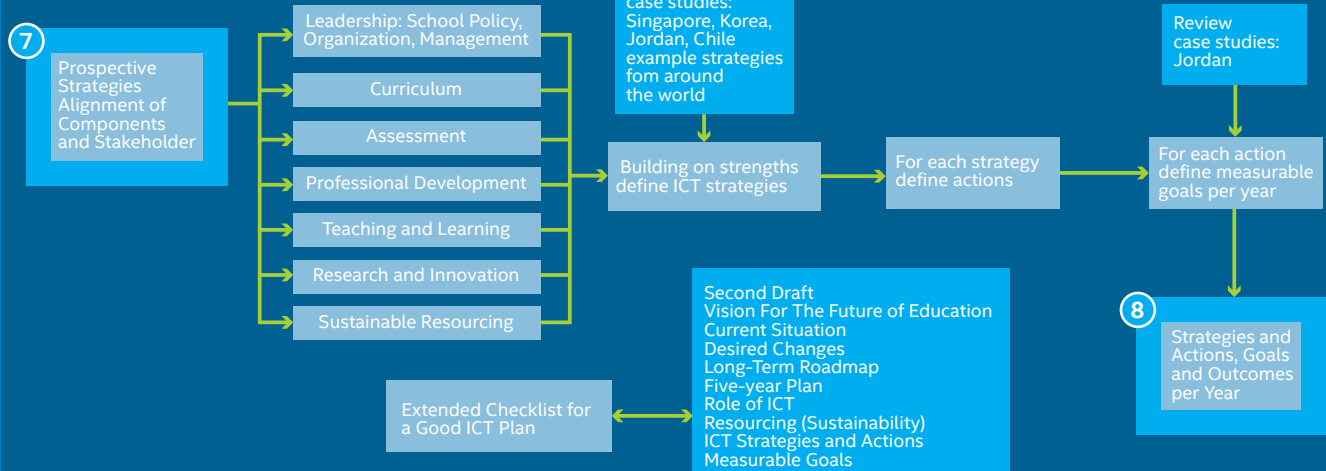 7
Prospective
Strategies
Alignment of
Components
and Stakeholder
Leadership: School Policy,
Organization, Management
Curriculum
Assessment
Professional Development
Teaching and Learning
Research and Innovation
Sustainable Resourcing
case studies:
Singapore, Korea,
Jordan, Chile
example strategies
fom around
the world
Building on strengths
define ICT strategies
For each strategy
define actions
Review
case studies:
Jordan
For each action
define measurable
goals per year
8
Strategies and
Actions, Goals
and Outcomes
per Year
Extended Checklist for
a Good ICT Plan
Second Draft
Vision For The Future of Education
Current Situation
Desired Changes
Long-Term Roadmap
Five-year Plan
Role of ICT
Resourcing (Sustainability)
ICT Strategies and Actions
Measurable Goals